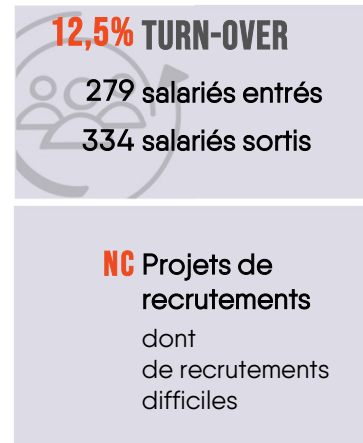 12,5% TURN-OVER
279 salariés entrés
334 salariés sortis
NC Projets de
recrutements
dont
de recrutements
difficiles